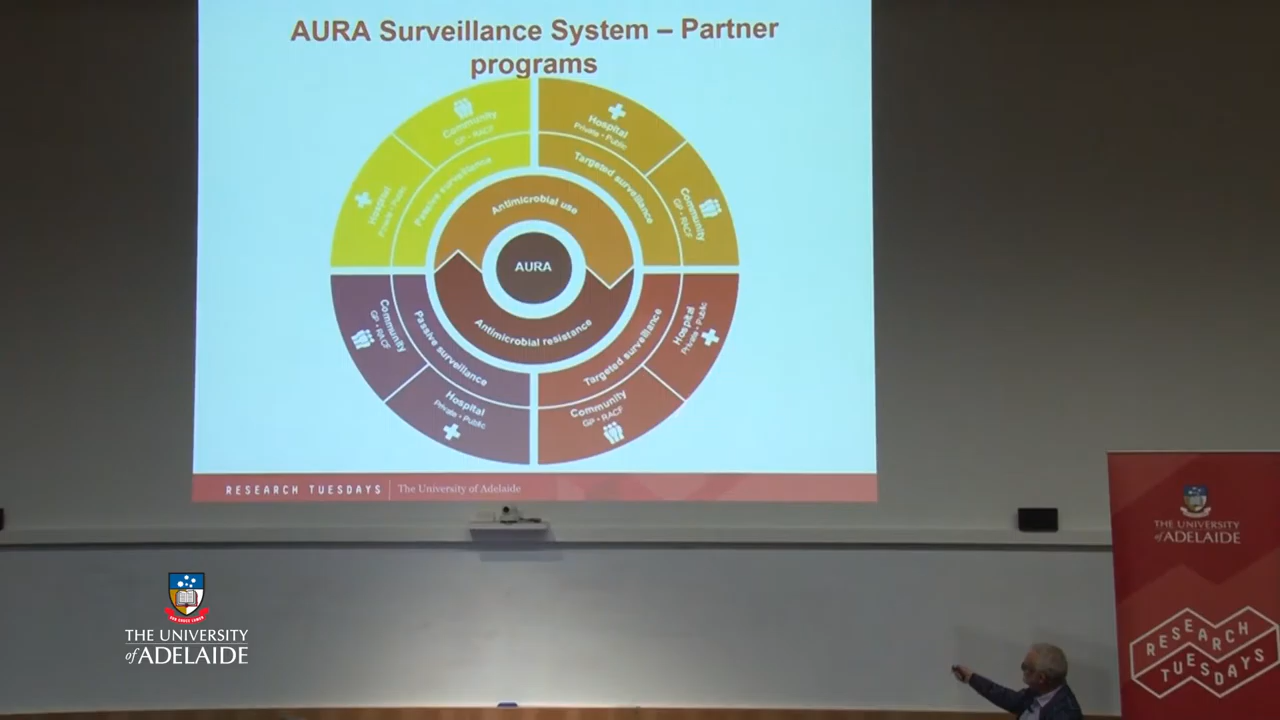 AURA Surveillance System – Partner
programs
Community
GP • RACF
Hospital
Private • Public
Passive surveillance
Hospital
Private • Public
Targeted surveillance
Community
GP • RACF
Antimicrobial use
AURA
Antimicrobial resistance
Community
GP • RACF
Passive surveillance
Hospital
Private • Public
Hospital
Private • Public
Targeted surveillance
Community
GP • RACF
RESEARCH TUESDAYS
The University of Adelaide
THE UNIVERSITY
of ADELAIDE
THE UNIVERSITY
of ADELAIDE
RESEARCH
TUESDAYS